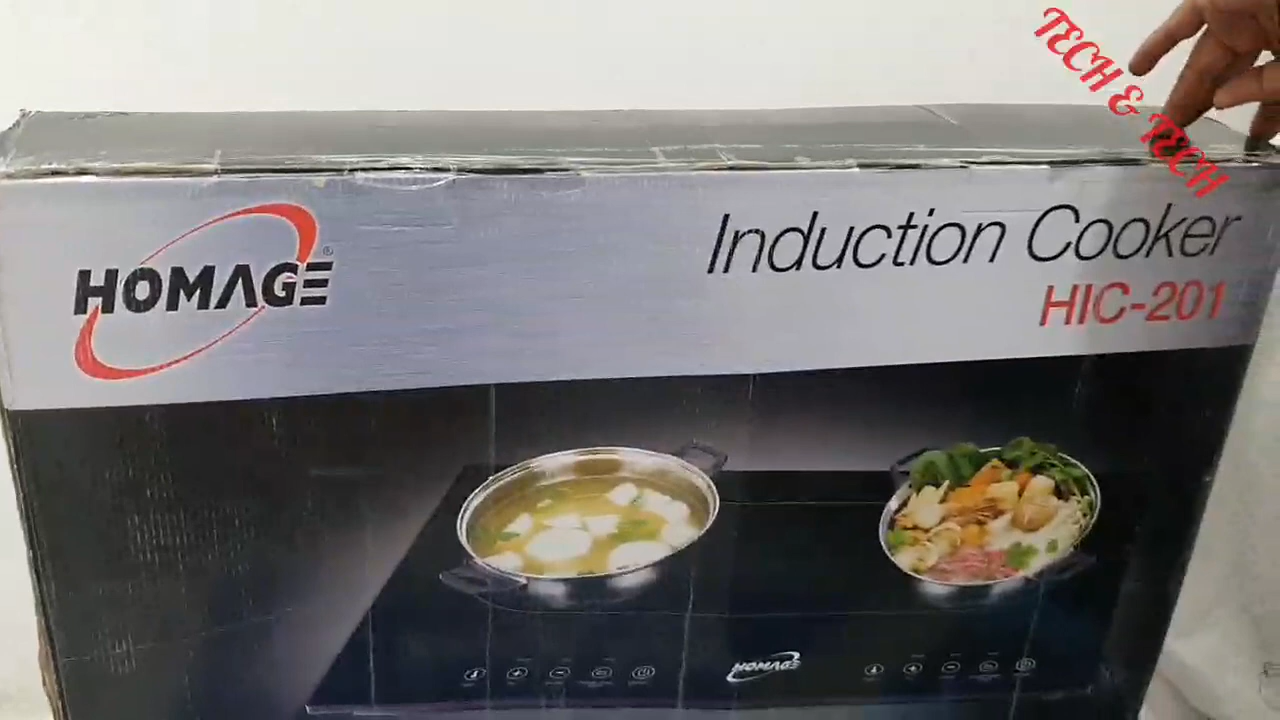 TECH & TECH
HOMAGE®
Induction Cooker
HIC-201
HOMAGE